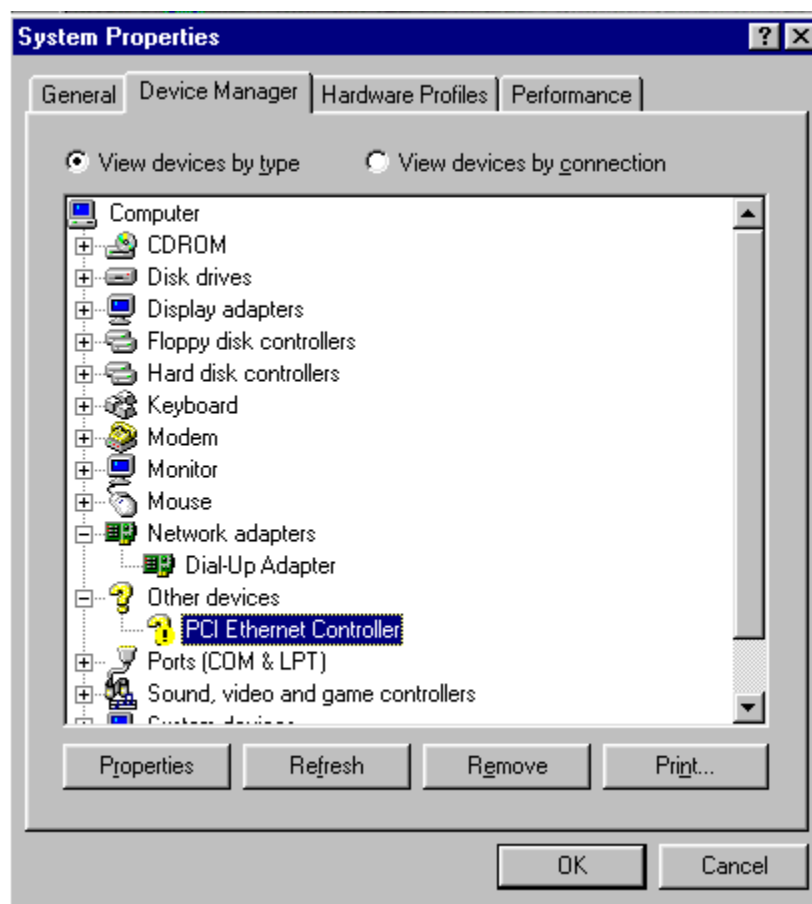 System Properties
General Device Manager Hardware Profiles Performance
View devices by type View devices by connection
Computer
CDROM
Disk drives
Display adapters
Floppy disk controllers
Hard disk controllers
Keyboard
Modem
Monitor
Mouse
Network adapters
Dial-Up Adapter
Other devices
PCI Ethernet Controller
Ports (COM & LPT)
Sound, video and game controllers
System devices
Properties Refresh Remove Print...
OK Cancel